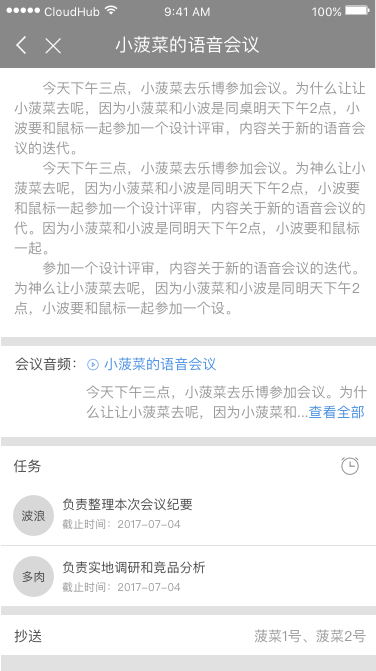 CloudHub 9:41 AM 100%
小菠菜的语音会议
今天下午三点，小菠菜去乐博参加会议。为什么让让
小菠菜去呢，因为小菠菜和小波是同桌明天下午2点，小
波要和鼠标一起参加一个设计评审，内容关于新的语音会
议的迭代。
今天下午三点，小菠菜去乐博参加会议。为神么让小
菠菜去呢，因为小菠菜和小波是同明天下午2点，小波要
和鼠标一起参加一个设计评审，内容关于新的语音会议的
代。因为小菠菜和小波是同明天下午2点，小波要和鼠标
一起。
参加一个设计评审，内容关于新的语音会议的迭代。
为神么让小菠菜去呢，因为小菠菜和小波是同明天下午2
点，小波要和鼠标一起参加一个设。
会议音频： 小菠菜的语音会议
今天下午三点，小菠菜去乐博参加会议。为什
么让让小菠菜去呢，因为小菠菜和...查看全部
任务
波浪
负责整理本次会议纪要
截止时间：2017-07-04
多肉
负责实地调研和竞品分析
截止时间：2017-07-04
抄送 菠菜1号、菠菜2号